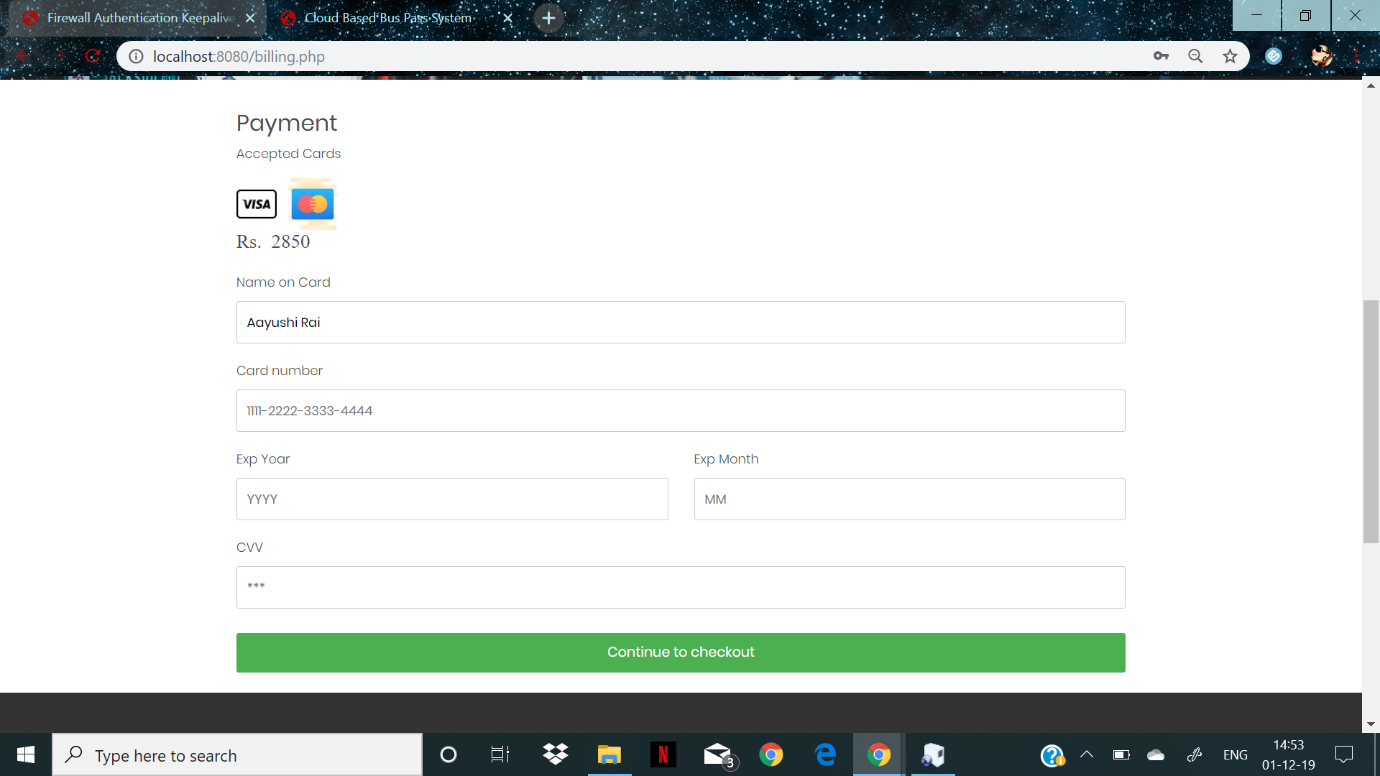 Firewall Authentication Keepalive
Cloud Based Bus Pass System
localhost:8080/billing.php
Payment
Accepted Cards
VISA
Rs. 2850
Name on Card
Aayushi Rai
Card number
1111-2222-3333-4444
Exp Year
Exp Month
YYYY
MM
CVV
***
Continue to checkout
Type here to search
N
3
ENG
14:53
01-12-19